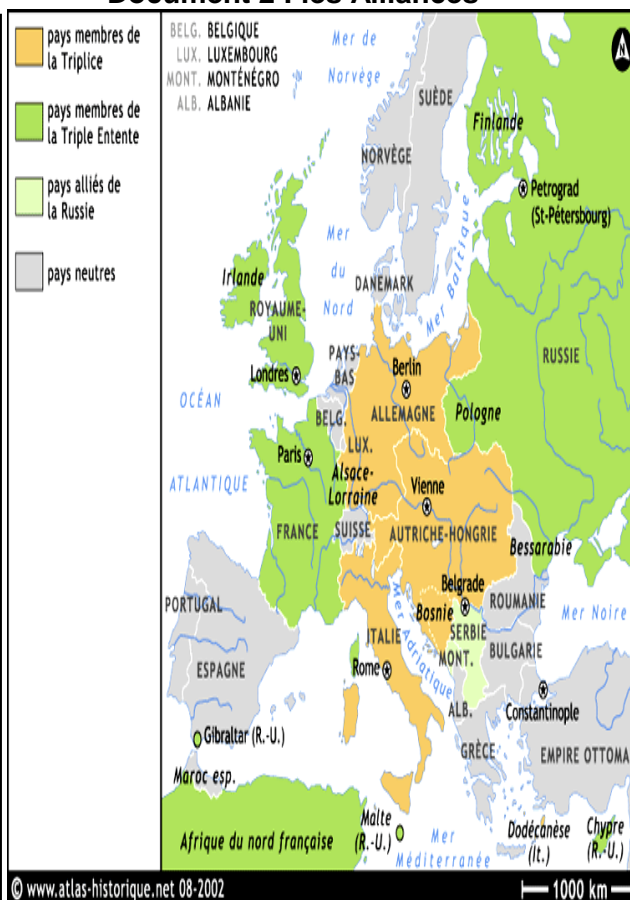 Document 2 : les Alliances
pays membres de
la Triplice
pays membres de
la Triple Entente
pays alliés de
la Russie
pays neutres
BELG. BELGIQUE
LUX. LUXEMBOURG
MONT. MONTÉNÉGRO
ALB. ALBANIE
Mer de
Norvège
N
SUÈDE
Finlande
NORVÈGE
Petrograd
(St-Pétersbourg)
Mer
du
Nord
Mer Baltique
Irlande
DANEMARK
ROYAUME-
UNI
RUSSIE
PAYS-
BAS
Londres
Berlin
OCÉAN
ATLANTIQUE
BELG.
ALLEMAGNE
Pologne
LUX.
Paris
Alsace-
Lorraine
Vienne
FRANCE
SUISSE
AUTRICHE-HONGRIE
Bessarabie
Belgrade
PORTUGAL
Bosnie
ROUMANIE
Mer Noire
Mer Adriatique
ITALIE
SERBIE
MONT.
BULGARIE
ESPAGNE
Rome
ALB.
Constantinople
Gibraltar (R.-U.)
GRÈCE
EMPIRE OTTOMA
Maroc esp.
Afrique du nord française
Malte
(R.-U.)
Mer
Méditerranée
Dodécanèse
(It.)
Chypre
(R.-U.)
© www.atlas-historique.net 08-2002
1000 km